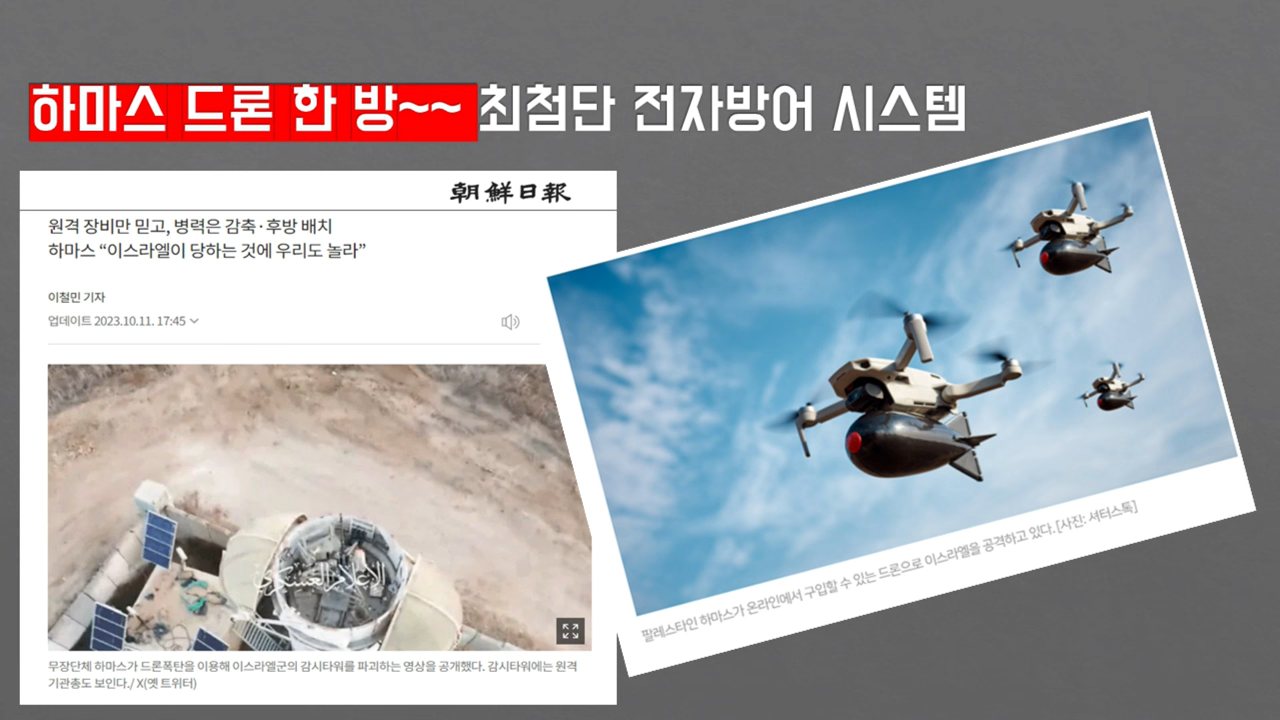 하마스 드론 한 방~~ 최첨단 전자방어 시스템
朝鮮日報
원격 장비만 믿고, 병력은 감축·후방 배치
하마스 “이스라엘이 당하는 것에 우리도 놀라”
이철민 기자
업데이트 2023.10.11. 17:45
الإعلام العسكري
무장단체 하마스가 드론폭탄을 이용해 이스라엘군의 감시타워를 파괴하는 영상을 공개했다. 감시타워에는 원격
기관총도 보인다./ X(옛 트위터)
팔레스타인 하마스가 온라인에서 구입할 수 있는 드론으로 이스라엘을 공격하고 있다. [사진: 셔터스톡]